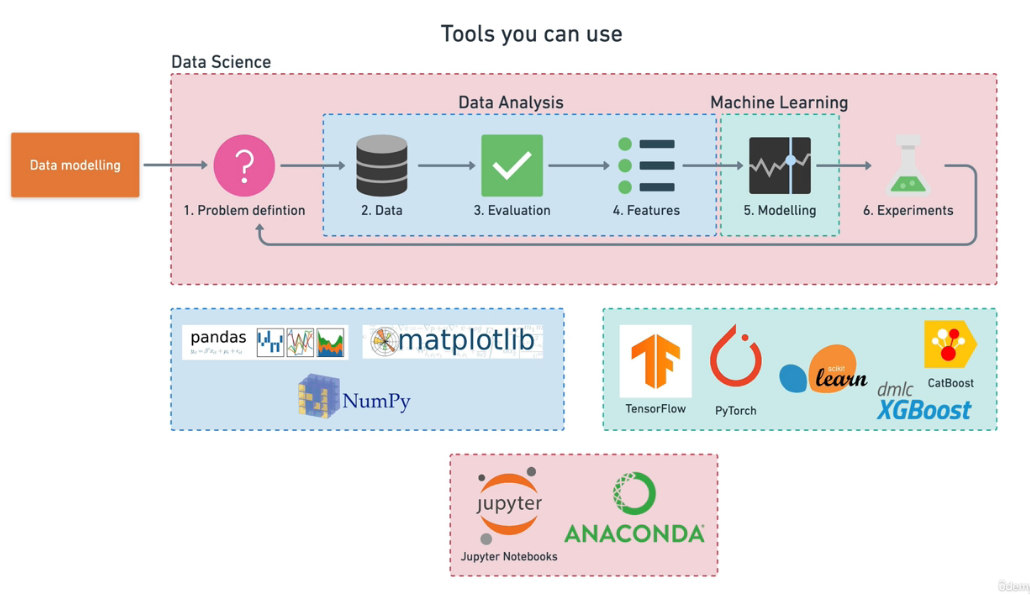 Tools you can use
Data Science
Data Analysis
Machine Learning
Data modelling
?
1. Problem defintion
2. Data
3. Evaluation
4. Features
5. Modelling
6. Experiments
pandas
matplotlib
NumPy
TensorFlow
PyTorch
scikit
learn
CatBoost
dmlc
XGBoost
jupyter
Jupyter Notebooks
ANACONDA